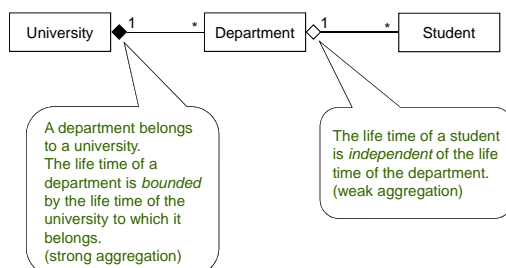 University 1 * Department 1 * Student
A department belongs
to a university.
The life time of a
department is bounded
by the life time of the
university to which it
belongs.
(strong aggregation)
The life time of a student
is independent of the life
time of the department.
(weak aggregation)